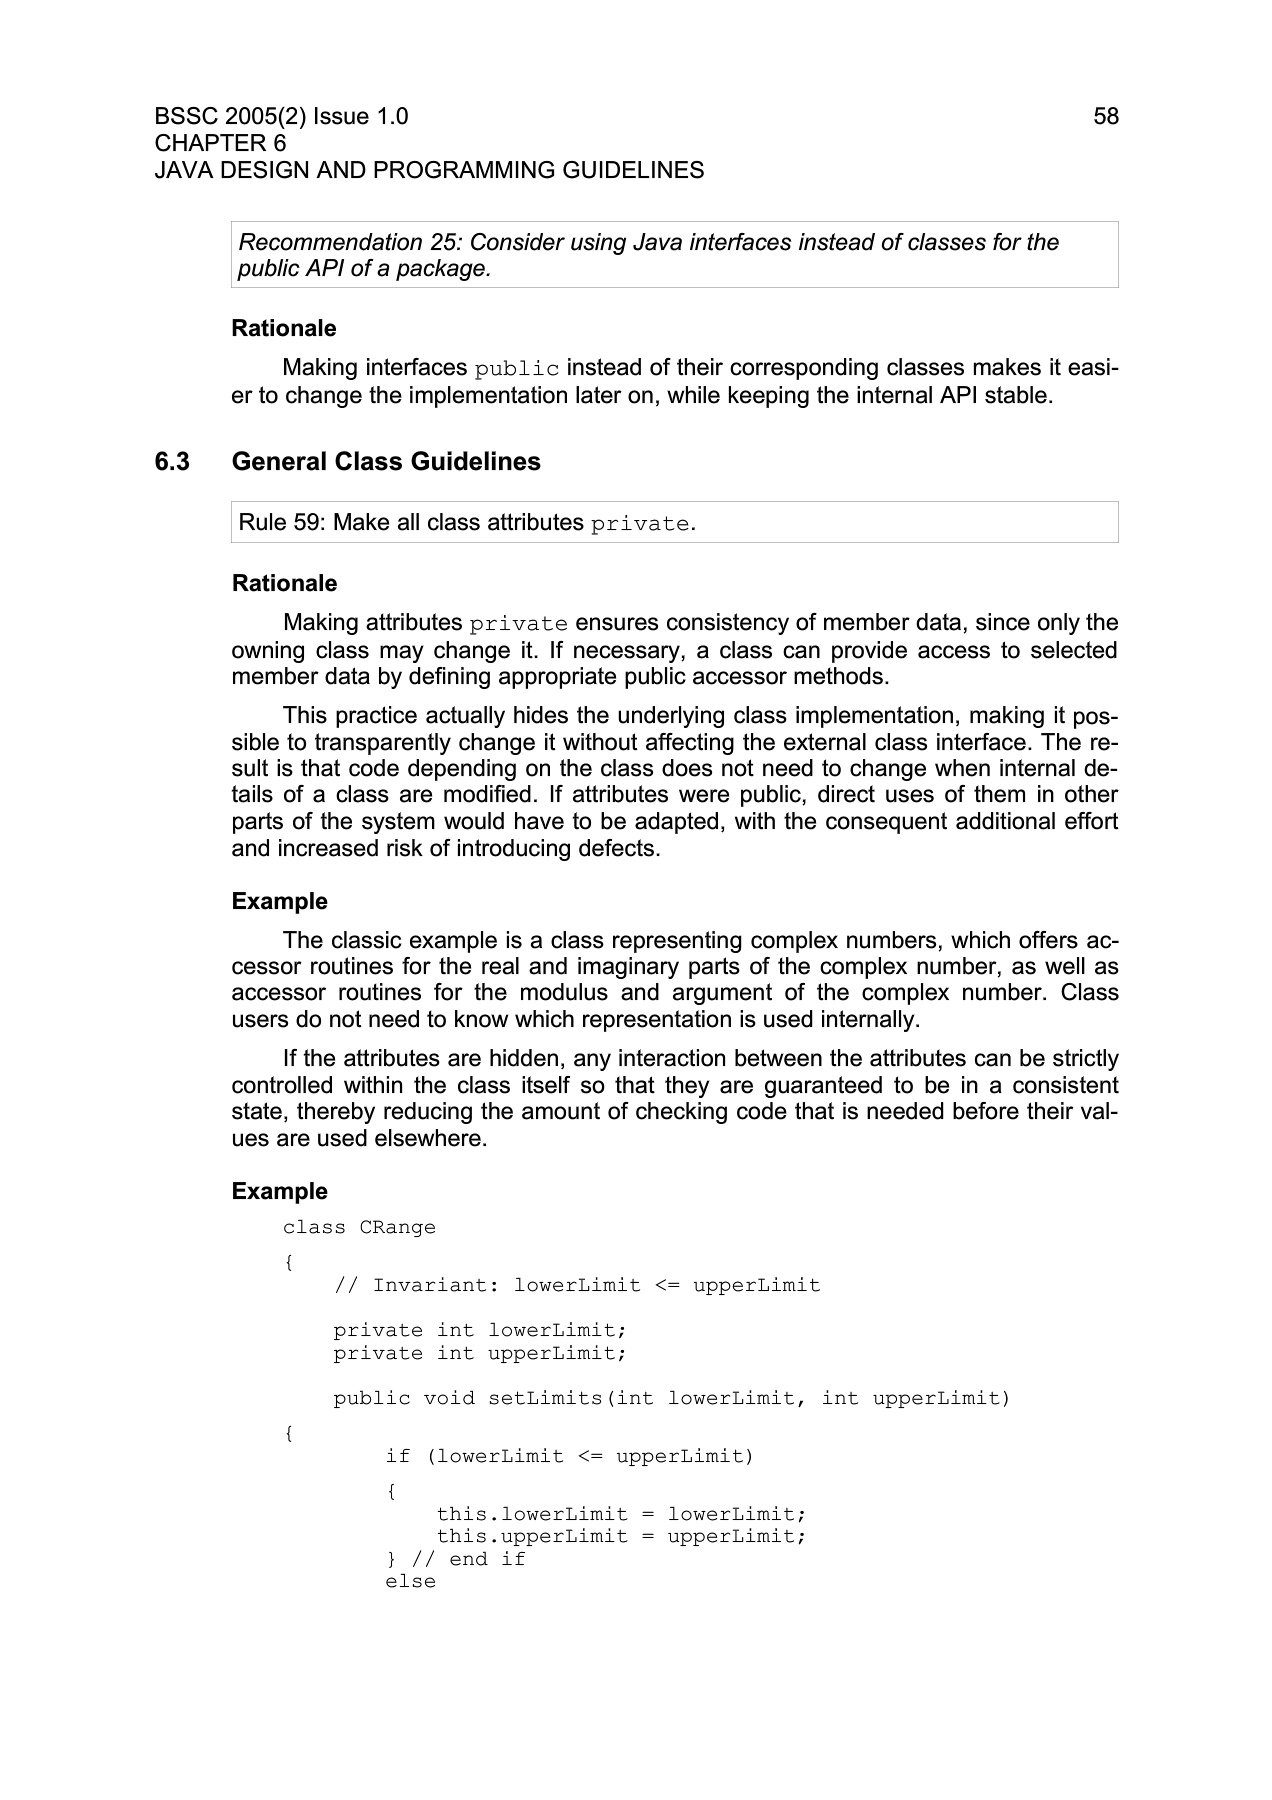 BSSC 2005(2) Issue 1.0 58
CHAPTER 6
JAVA DESIGN AND PROGRAMMING GUIDELINES
Recommendation 25: Consider using Java interfaces instead of classes for the
public API of a package.
Rationale
Making interfaces public instead of their corresponding classes makes it easi-
er to change the implementation later on, while keeping the internal API stable.
6.3 General Class Guidelines
Rule 59: Make all class attributes private.
Rationale
Making attributes private ensures consistency of member data, since only the
owning class may change it. If necessary, a class can provide access to selected
member data by defining appropriate public accessor methods.
This practice actually hides the underlying class implementation, making it pos-
sible to transparently change it without affecting the external class interface. The re-
sult is that code depending on the class does not need to change when internal de-
tails of a class are modified. If attributes were public, direct uses of them in other
parts of the system would have to be adapted, with the consequent additional effort
and increased risk of introducing defects.
Example
The classic example is a class representing complex numbers, which offers ac-
cessor routines for the real and imaginary parts of the complex number, as well as
accessor routines for the modulus and argument of the complex number. Class
users do not need to know which representation is used internally.
If the attributes are hidden, any interaction between the attributes can be strictly
controlled within the class itself so that they are guaranteed to be in a consistent
state, thereby reducing the amount of checking code that is needed before their val-
ues are used elsewhere.
Example
class CRange
{
// Invariant: lowerLimit <= upperLimit
private int lowerLimit;
private int upperLimit;
public void setLimits(int lowerLimit, int upperLimit)
{
if (lowerLimit <= upperLimit)
{
this.lowerLimit = lowerLimit;
this.upperLimit = upperLimit;
} // end if
else